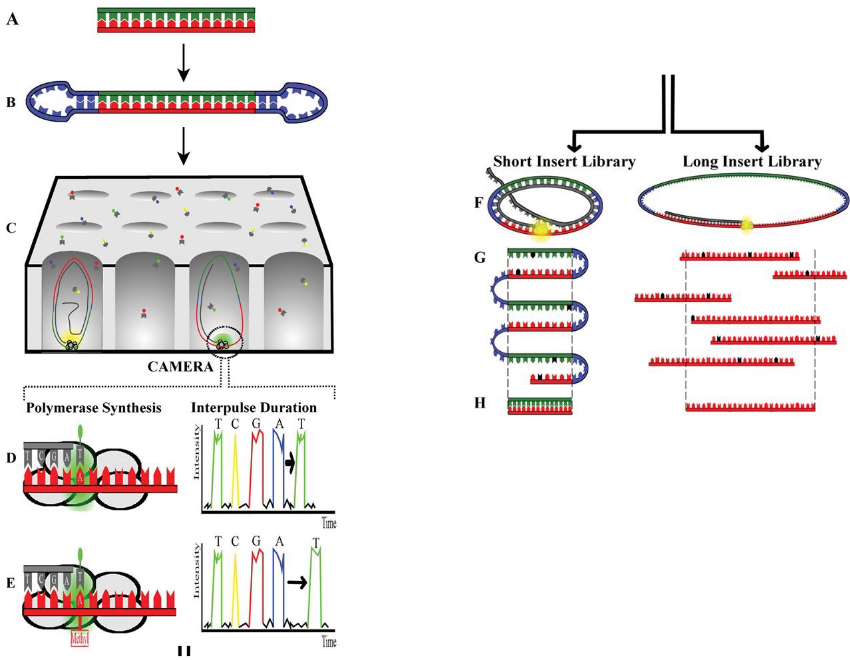 A
B
C
CAMERA
Polymerase Synthesis
Interpulse Duration
D
T
A
T C G A T
Intensity
Time
E
T
A
Methyl
T C G A T
Intensity
Time
Short Insert Library
Long Insert Library
F
G
H